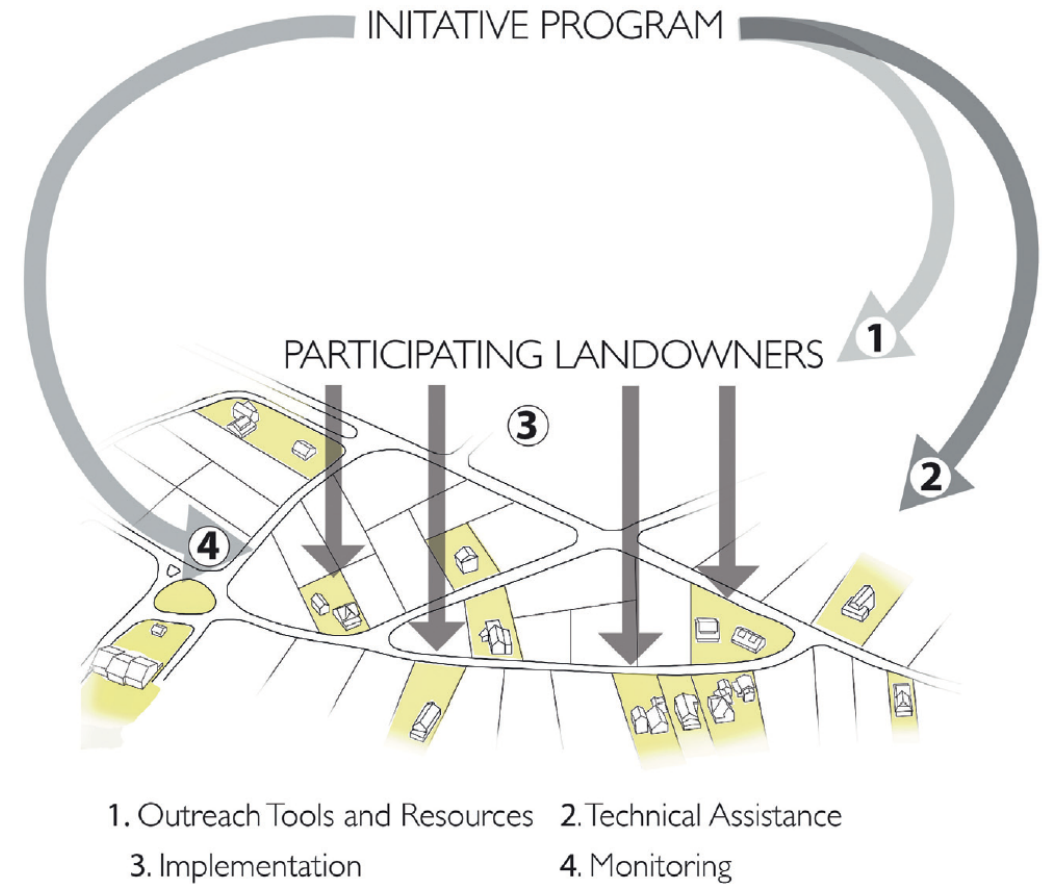 INITATIVE PROGRAM
1
PARTICIPATING LANDOWNERS
3
2
4
1. Outreach Tools and Resources 2. Technical Assistance
3. Implementation 4. Monitoring